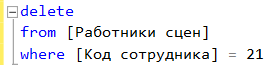 delete
from [Работники сцен]
where [Код сотрудника] = 21